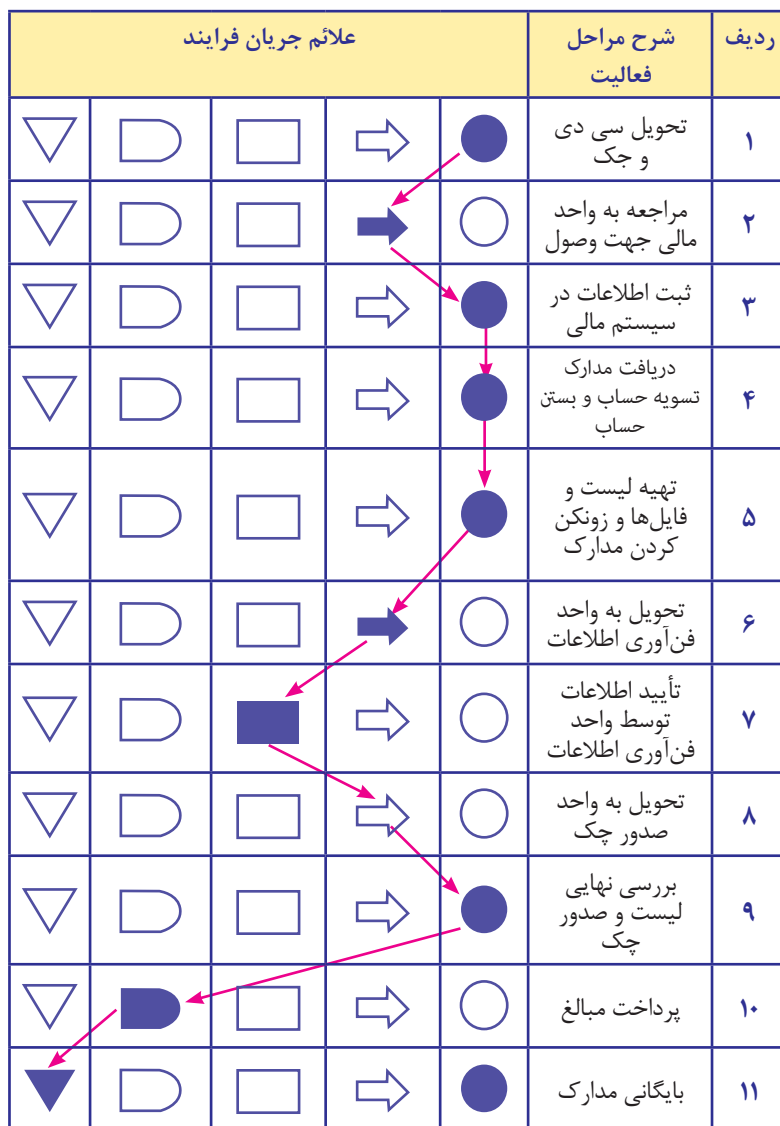 ردیف
شرح مراحل
فعالیت
علائم جریان فرایند
۱
تحویل سی دی
و جک
۲
مراجعه به واحد
مالی جهت وصول
۳
ثبت اطلاعات در
سیستم مالی
۴
دریافت مدارک
تسویه حساب و بستن
حساب
۵
تهیه لیست و
فایل‌ها و زونکن
کردن مدارک
۶
تحویل به واحد
فن‌آوری اطلاعات
۷
تأیید اطلاعات
توسط واحد
فن‌آوری اطلاعات
۸
تحویل به واحد
صدور چک
۹
بررسی نهایی
لیست و صدور
چک
۱۰
پرداخت مبالغ
۱۱
بایگانی مدارک